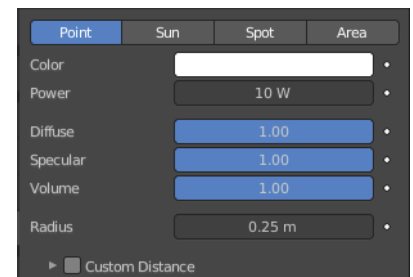 Point Sun Spot Area
Color
Power 10 W
Diffuse 1.00
Specular 1.00
Volume 1.00
Radius 0.25 m
Custom Distance